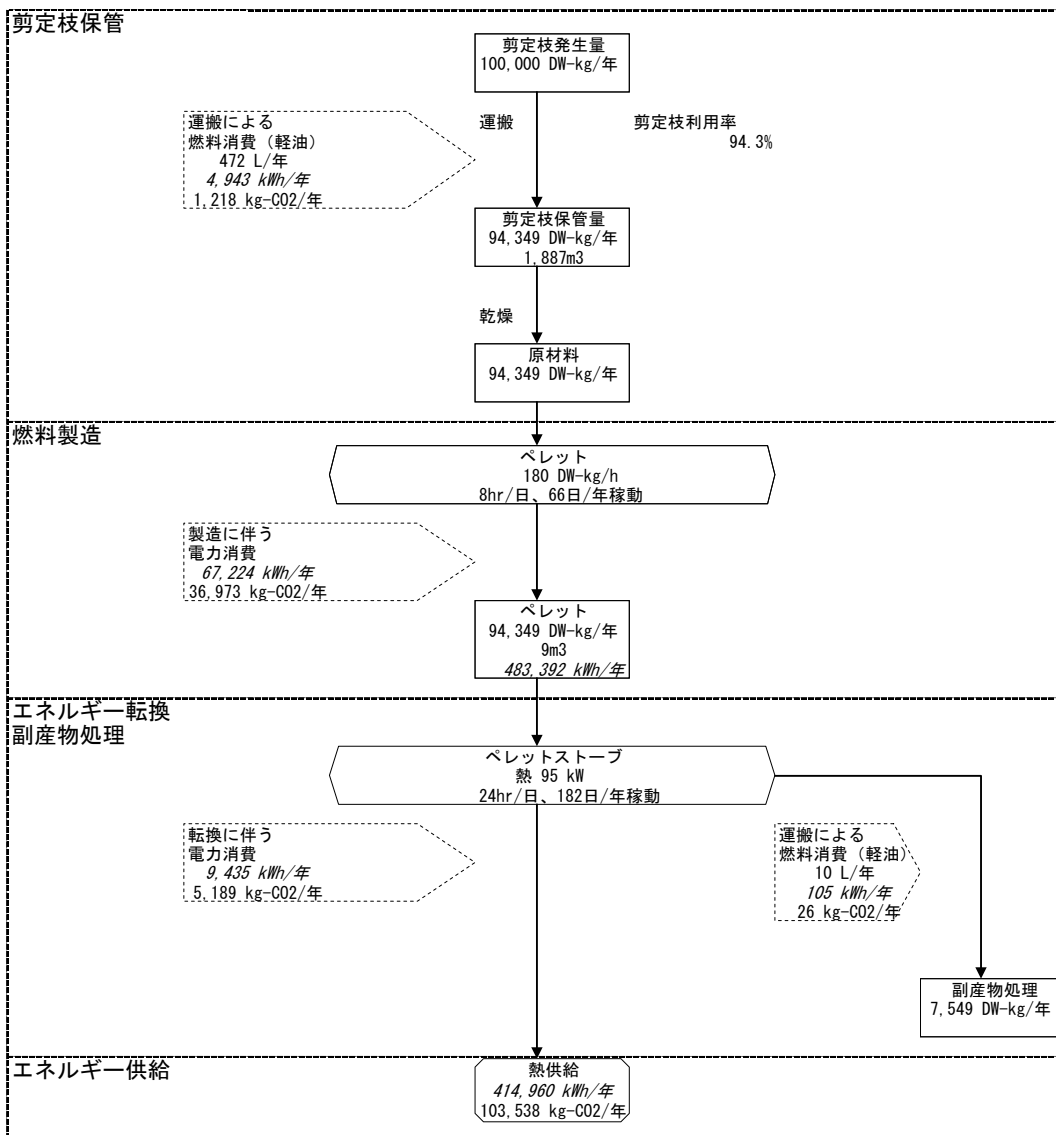 剪定枝保管
剪定枝発生量
100,000 DW-kg/年
運搬による
燃料消費（軽油）
472 L/年
4,943 kWh/年
1,218 kg-CO2/年
運搬
剪定枝利用率
94.3%
剪定枝保管量
94,349 DW-kg/年
1,887m3
乾燥
原材料
94,349 DW-kg/年
燃料製造
ペレット
180 DW-kg/h
8hr/日、66日/年稼動
製造に伴う
電力消費
67,224 kWh/年
36,973 kg-CO2/年
ペレット
94,349 DW-kg/年
9m3
483,392 kWh/年
エネルギー転換
副産物処理
ペレットストーブ
熱 95 kW
24hr/日、182日/年稼動
転換に伴う
電力消費
9,435 kWh/年
5,189 kg-CO2/年
運搬による
燃料消費（軽油）
10 L/年
105 kWh/年
26 kg-CO2/年
副産物処理
7,549 DW-kg/年
エネルギー供給
熱供給
414,960 kWh/年
103,538 kg-CO2/年